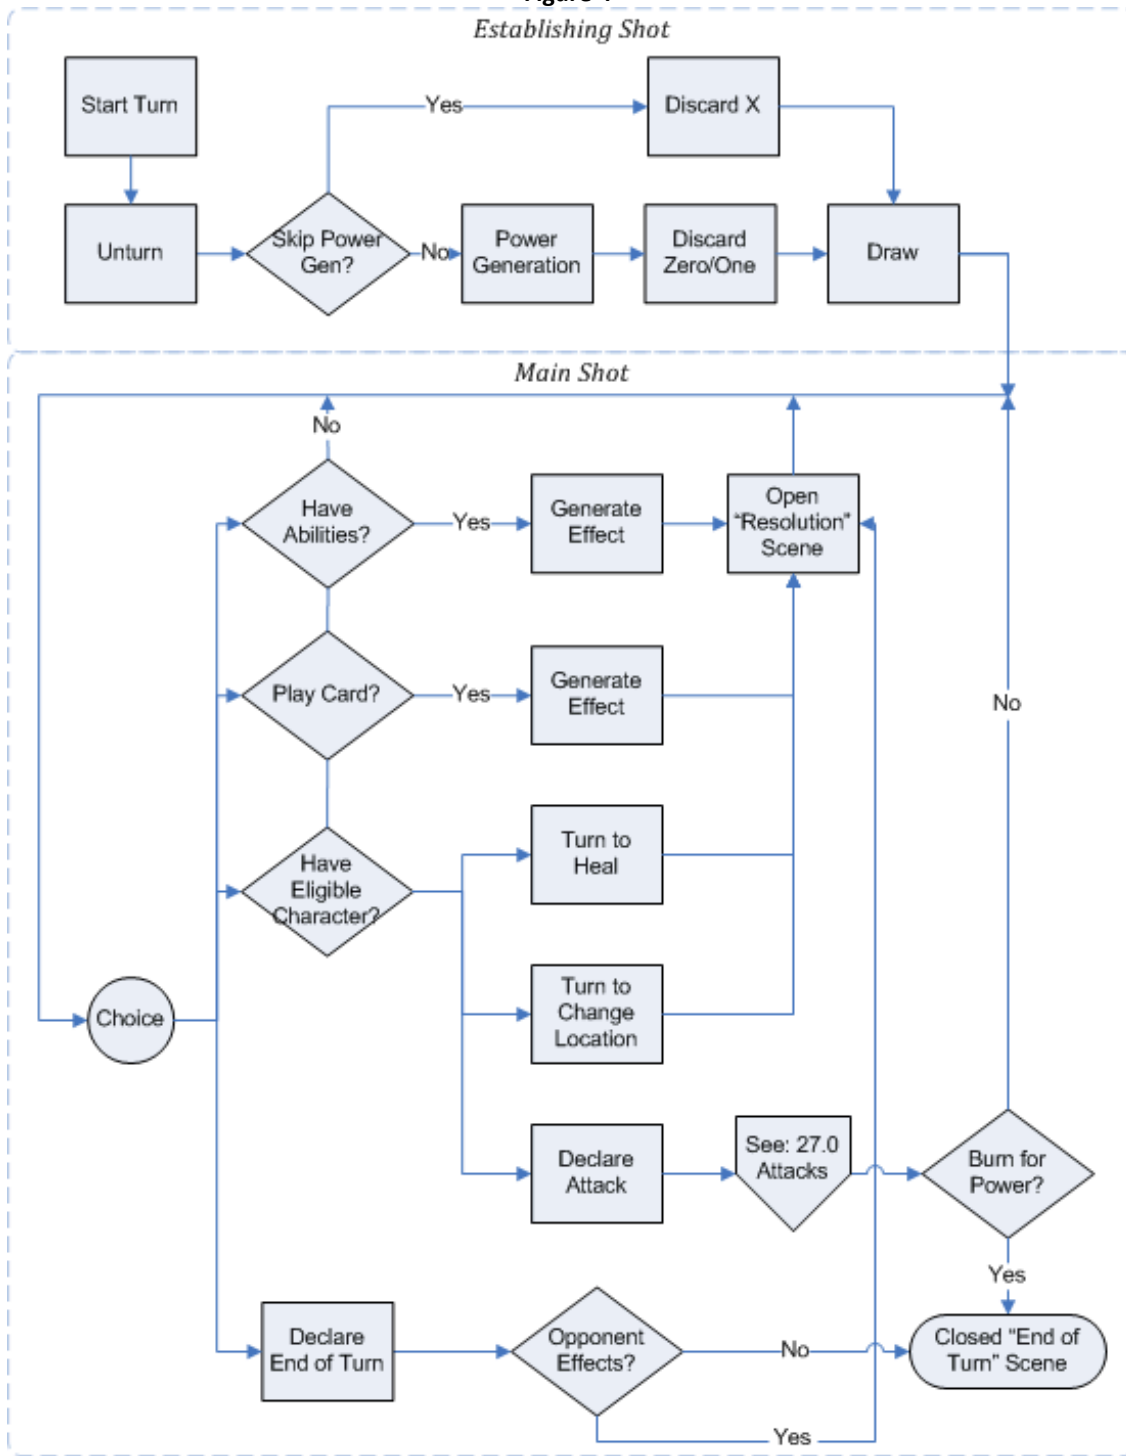 Establishing Shot
Start Turn
Yes
Discard X
Unturn
Skip Power
Gen?
No
Power
Generation
Discard
Zero/One
Draw
Main Shot
No
Have
Abilities?
Yes
Generate
Effect
Open
“Resolution”
Scene
Play Card?
Yes
Generate
Effect
No
Have
Eligible
Character?
Turn to
Heal
Choice
Turn to
Change
Location
Declare
Attack
See: 27.0
Attacks
Burn for
Power?
Yes
Declare
End of Turn
Opponent
Effects?
No
Closed “End of
Turn” Scene
Yes